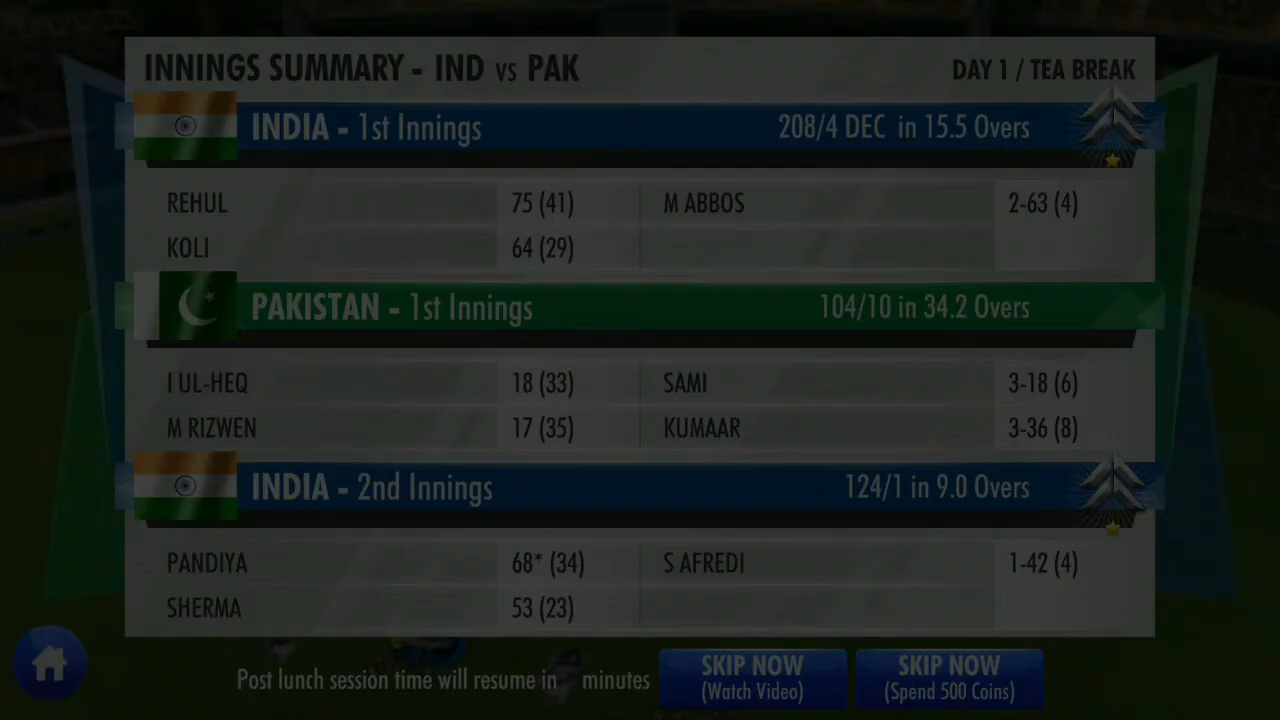 INNINGS SUMMARY - IND vs PAK
DAY 1 / TEA BREAK
INDIA - 1st Innings 208/4 DEC in 15.5 Overs
REHUL 75 (41) M ABBOS 2-63 (4)
KOLI 64 (29)
PAKISTAN - 1st Innings 104/10 in 34.2 Overs
I UL-HEQ 18 (33) SAMI 3-18 (6)
M RIZWEN 17 (35) KUMAAR 3-36 (8)
INDIA - 2nd Innings 124/1 in 9.0 Overs
PANDIYA 68* (34) S AFREDI 1-42 (4)
SHERMA 53 (23)
Post lunch session time will resume in minutes
SKIP NOW
(Watch Video)
SKIP NOW
(Spend 500 Coins)